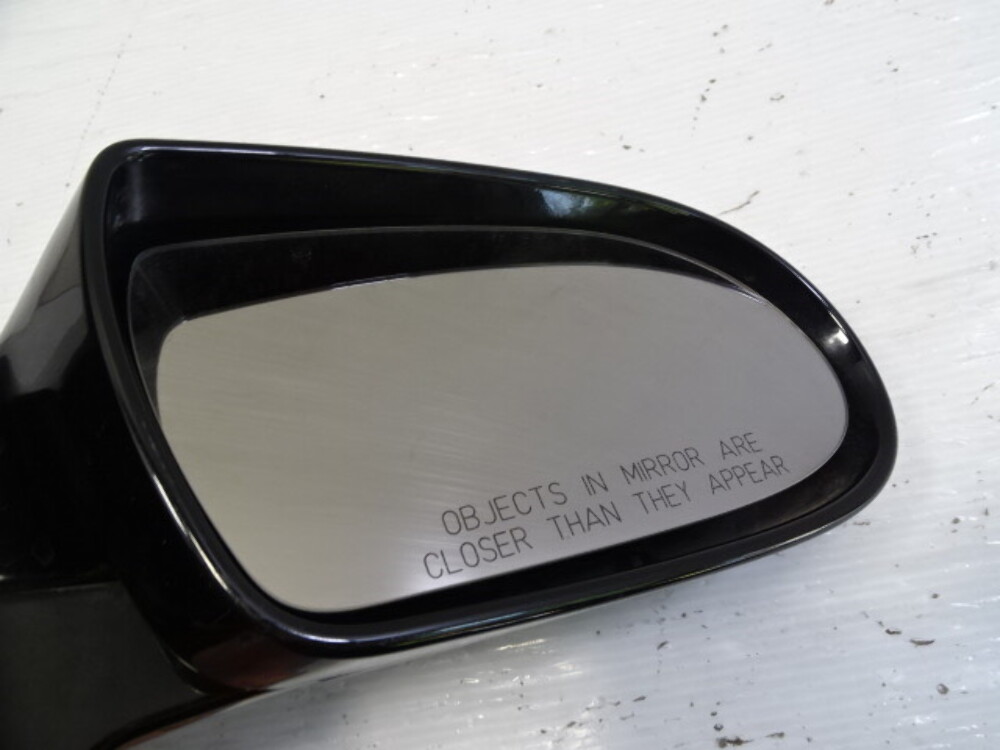 OBJECTS IN MIRROR ARE
CLOSER THAN THEY APPEAR